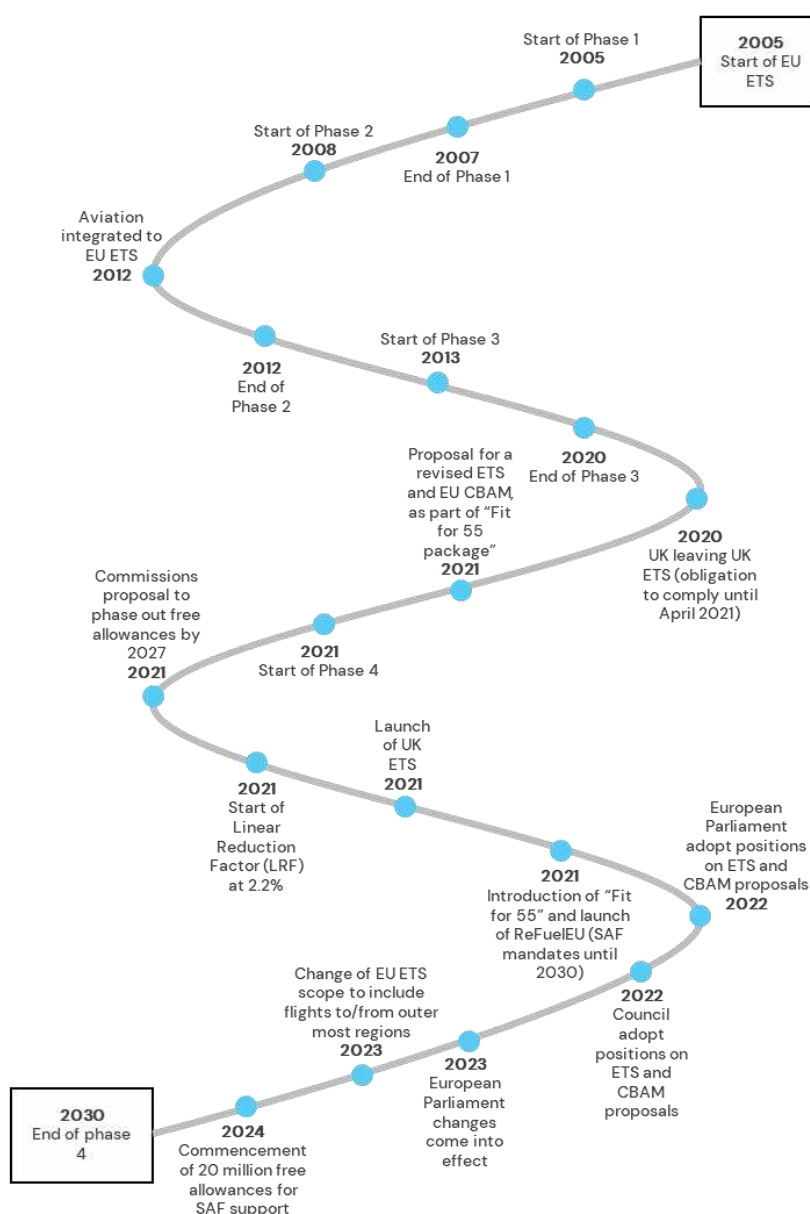 2005
Start of EU
ETS
Start of Phase 1
2005
2007
End of Phase 1
Start of Phase 2
2008
Aviation
integrated to
EU ETS
2012
2012
End of
Phase 2
Start of Phase 3
2013
2020
End of Phase 3
2020
UK leaving UK
ETS (obligation
to comply until
April 2021)
Proposal for a
revised ETS
and EU CBAM,
as part of “Fit
for 55
package”
2021
2021
Start of Phase 4
Commissions
proposal to
phase out free
allowances by
2027
2021
2021
Start of
Linear
Reduction
Factor (LRF)
at 2.2%
Launch
of UK
ETS
2021
2021
Introduction of “Fit
for 55” and launch
of ReFuelEU (SAF
mandates until
2030)
European
Parliament
adopt positions
on ETS and
CBAM proposals
2022
2022
Council
adopt
positions on
ETS and
CBAM
proposals
2023
European
Parliament
changes
come into
effect
Change of EU ETS
scope to include
flights to/from outer
most regions
2023
2024
Commencement
of 20 million free
allowances for
SAF support
2030
End of phase
4